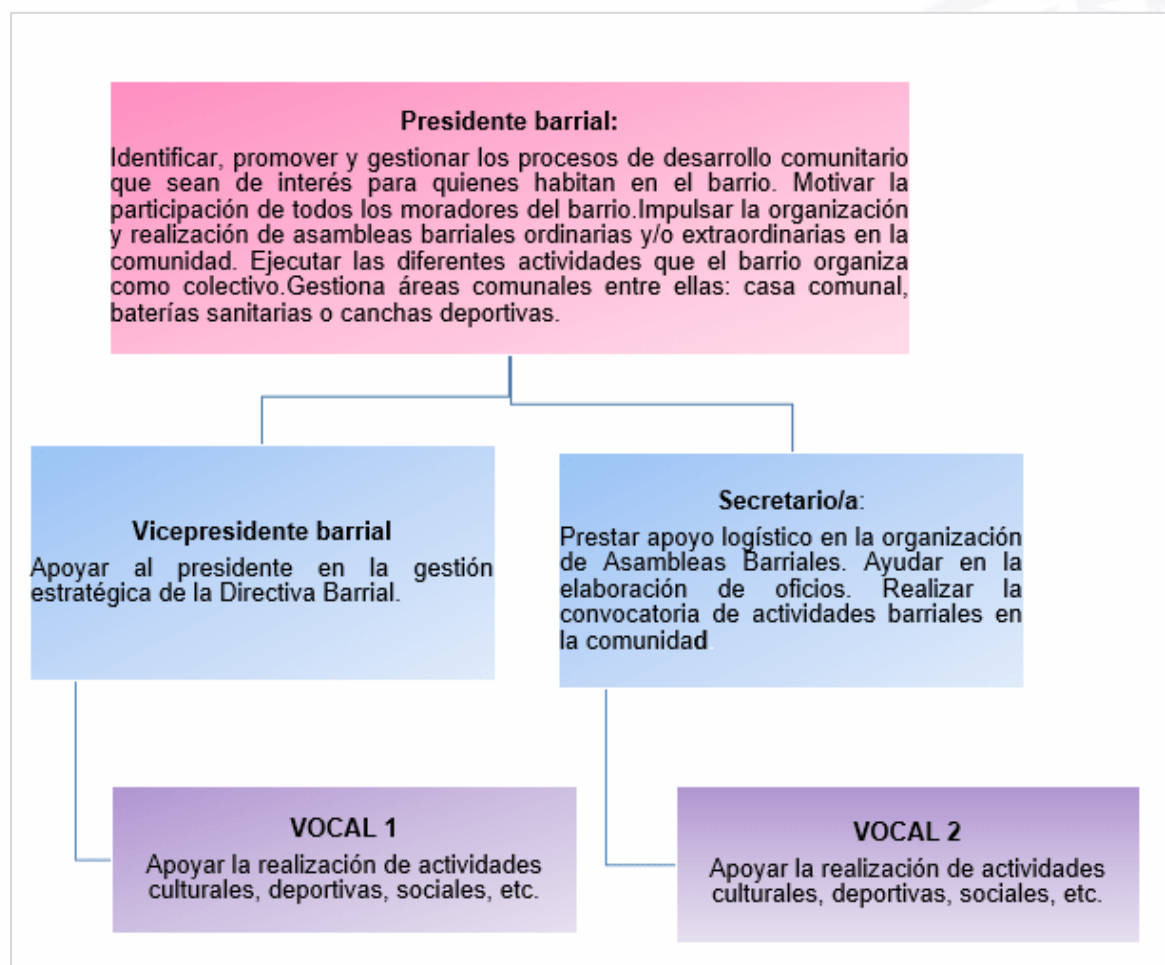 Presidente barrial:
Identificar, promover y gestionar los procesos de desarrollo comunitario
que sean de interés para quienes habitan en el barrio. Motivar la
participación de todos los moradores del barrio.Impulsar la organización
y realización de asambleas barriales ordinarias y/o extraordinarias en la
comunidad. Ejecutar las diferentes actividades que el barrio organiza
como colectivo.Gestiona áreas comunales entre ellas: casa comunal,
baterías sanitarias o canchas deportivas.
Vicepresidente barrial
Apoyar al presidente en la gestión
estratégica de la Directiva Barrial.
Secretario/a:
Prestar apoyo logístico en la organización
de Asambleas Barriales. Ayudar en la
elaboración de oficios. Realizar la
convocatoria de actividades barriales en
la comunidad
VOCAL 1
Apoyar la realización de actividades
culturales, deportivas, sociales, etc.
VOCAL 2
Apoyar la realización de actividades
culturales, deportivas, sociales, etc.